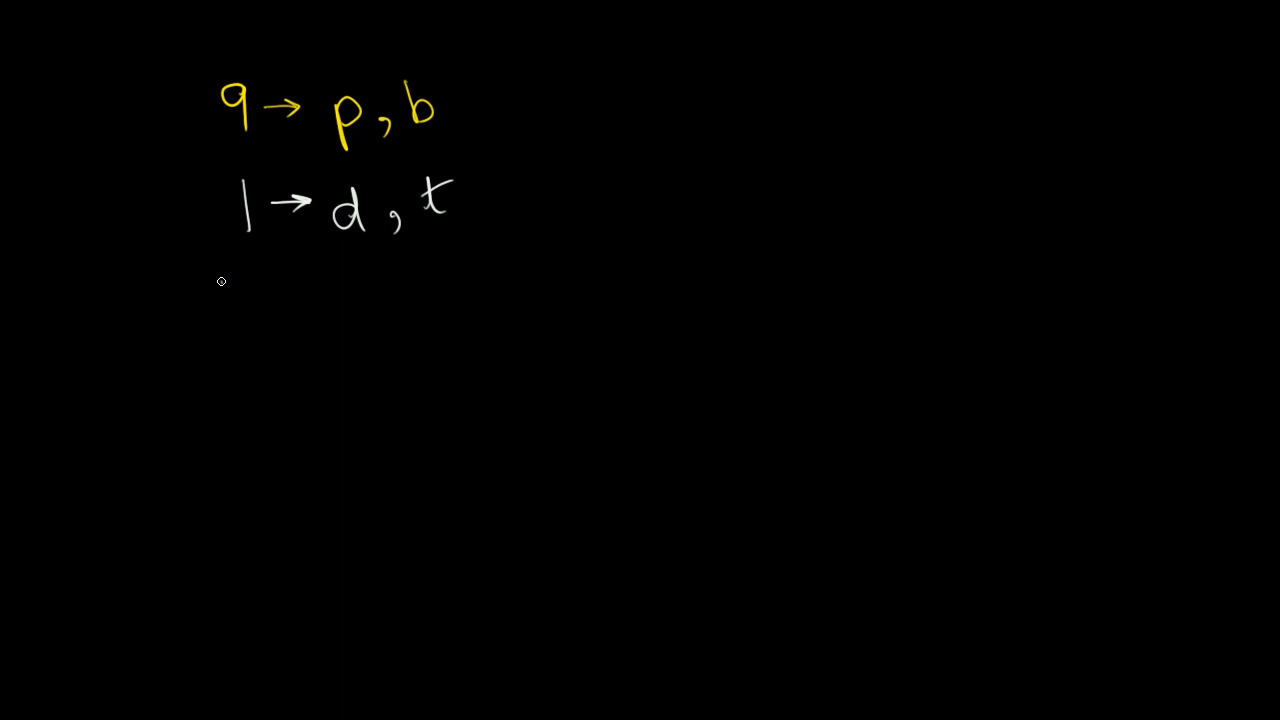 9 → p, b
1 → d, t